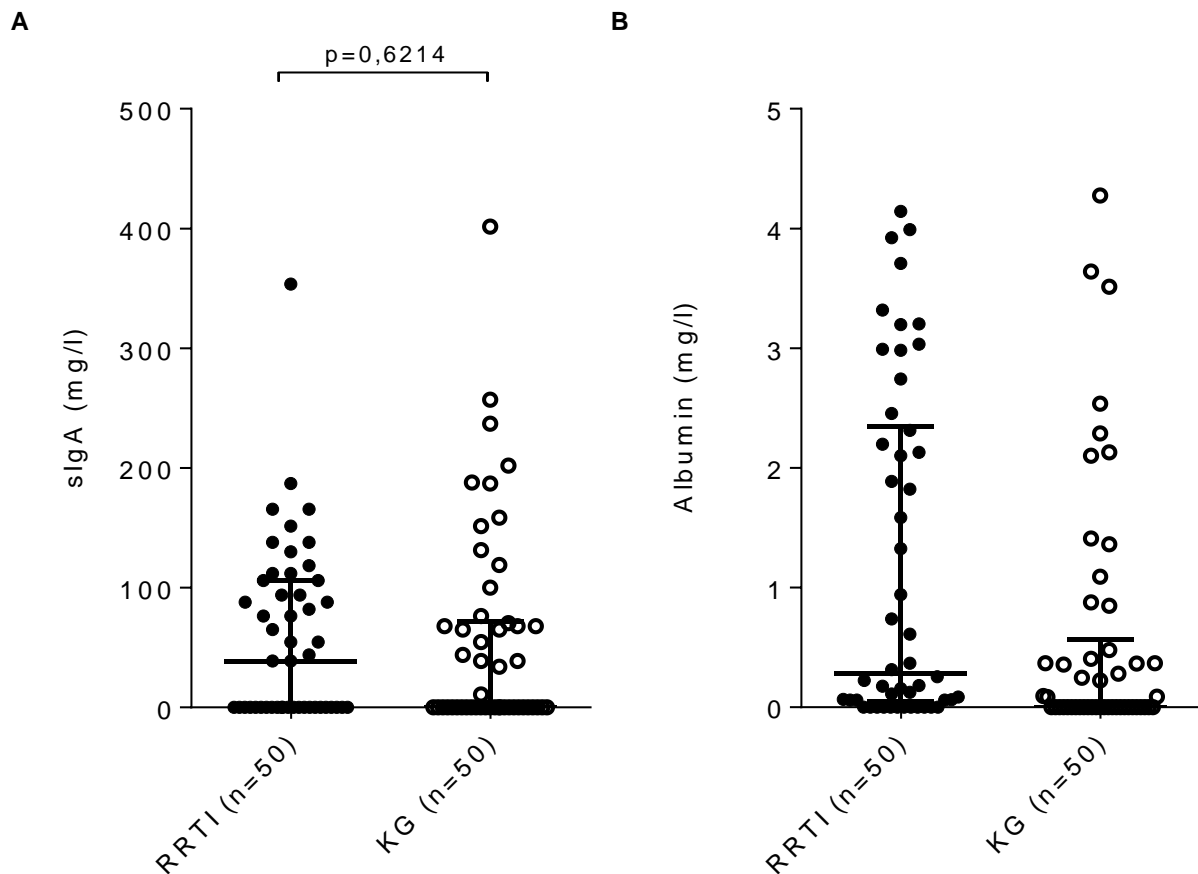 A
p=0,6214
sIgA (mg/l)
500
400
300
200
100
0
RRTI (n=50)
KG (n=50)
B
Albumin (mg/l)
5
4
3
2
1
0
RRTI (n=50)
KG (n=50)